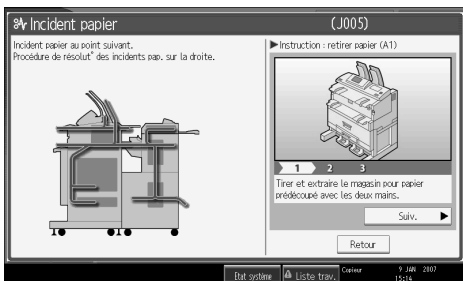 Incident papier (J005)
Incident papier au point suivant.
Procédure de résolut° des incidents pap. sur la droite.
▶Instruction : retirer papier (A1)
1 2 3
Tirer et extraire le magasin pour papier
prédécoupé avec les deux mains.
Suiv. ▶
Retour
Etat système Liste trav. Copieur 9 JAN 2007
15:14